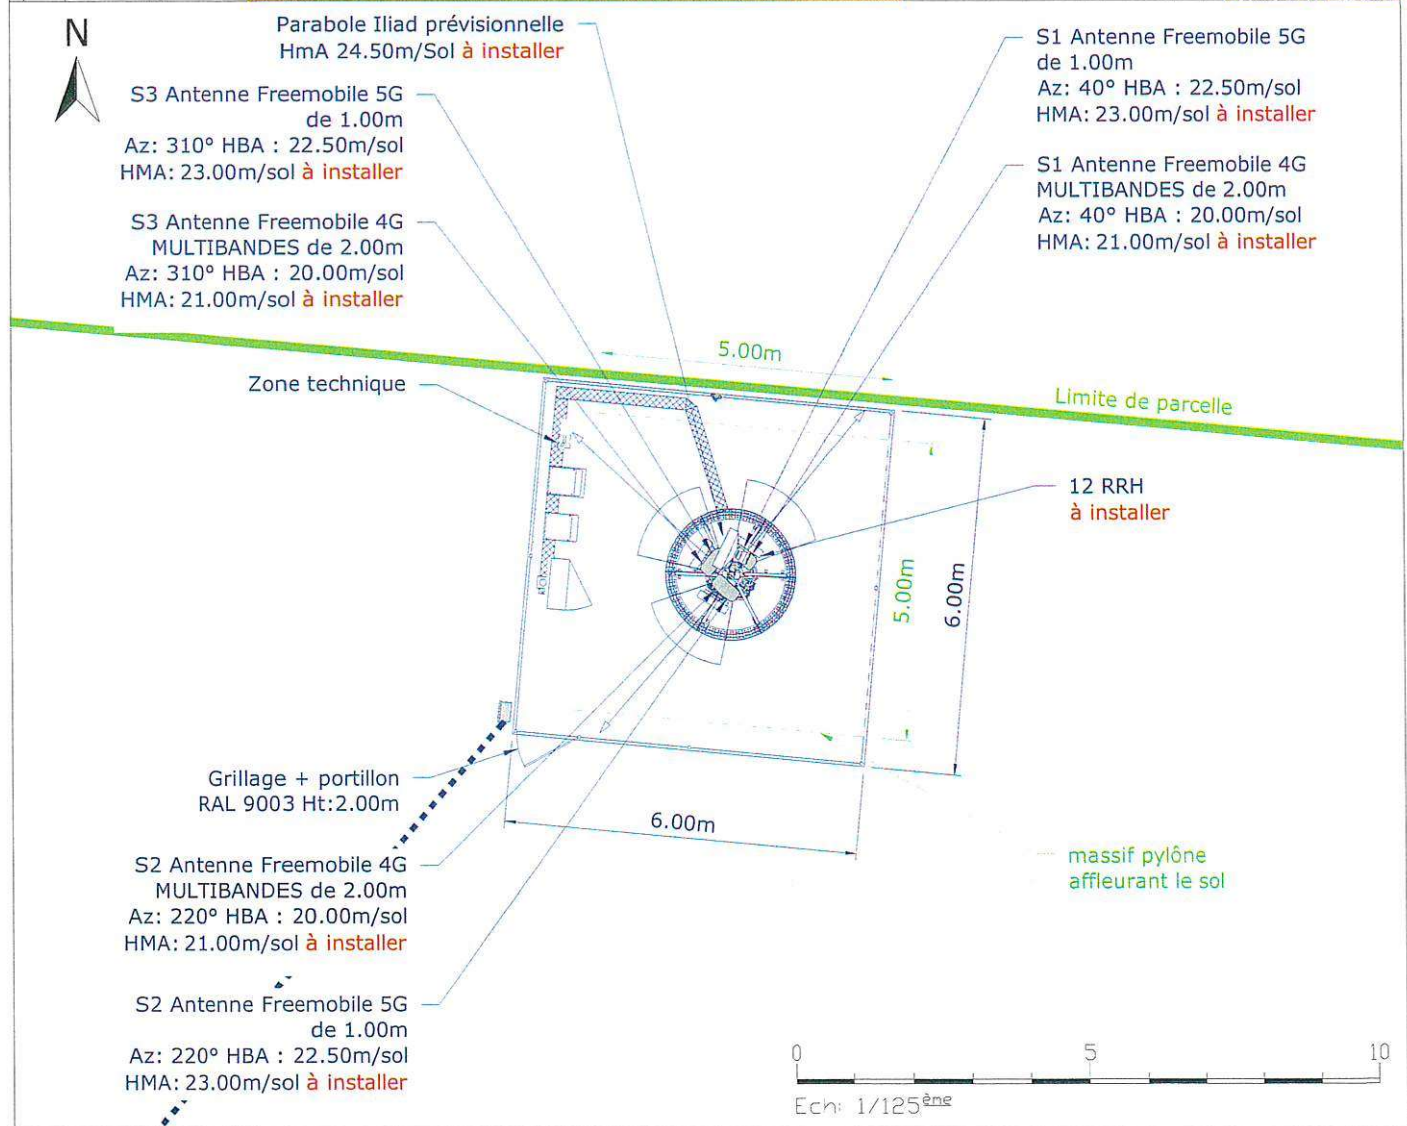 N
Parabole Iliad prévisionnelle
HmA 24.50m/Sol à installer
S3 Antenne Freemobile 5G
de 1.00m
Az: 310° HBA : 22.50m/sol
HMA: 23.00m/sol à installer
S3 Antenne Freemobile 4G
MULTIBANDES de 2.00m
Az: 310° HBA : 20.00m/sol
HMA: 21.00m/sol à installer
S1 Antenne Freemobile 5G
de 1.00m
Az: 40° HBA : 22.50m/sol
HMA: 23.00m/sol à installer
S1 Antenne Freemobile 4G
MULTIBANDES de 2.00m
Az: 40° HBA : 20.00m/sol
HMA: 21.00m/sol à installer
5.00m
Zone technique
Limite de parcelle
12 RRH
à installer
5.00m
6.00m
Grillage + portillon
RAL 9003 Ht:2.00m
6.00m
S2 Antenne Freemobile 4G
MULTIBANDES de 2.00m
Az: 220° HBA : 20.00m/sol
HMA: 21.00m/sol à installer
massif pylône
affleurant le sol
S2 Antenne Freemobile 5G
de 1.00m
Az: 220° HBA : 22.50m/sol
HMA: 23.00m/sol à installer
0 5 10
Ech: 1/125ème